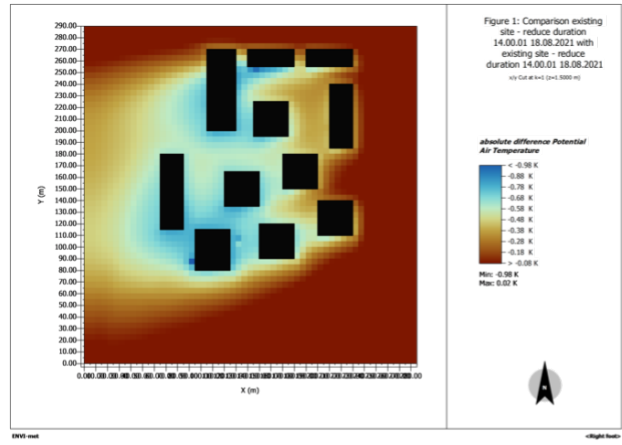 Figure 1: Comparison existing
site - reduce duration
14.00.01 18.08.2021 with
existing site - reduce
duration 14.00.01 18.08.2021
x/y Cut at k=1 (z=1.5000 m)
absolute difference Potential
Air Temperature
< -0.98 K
-0.88 K
-0.78 K
-0.68 K
-0.58 K
-0.48 K
-0.38 K
-0.28 K
-0.18 K
> -0.08 K
Min: -0.98 K
Max: 0.02 K
N
290.00
280.00
270.00
260.00
250.00
240.00
230.00
220.00
210.00
200.00
190.00
180.00
170.00
160.00
150.00
140.00
130.00
120.00
110.00
100.00
90.00
80.00
70.00
60.00
50.00
40.00
30.00
20.00
10.00
0.00
Y (m)
X (m)
ENVI-met
<Right foot>